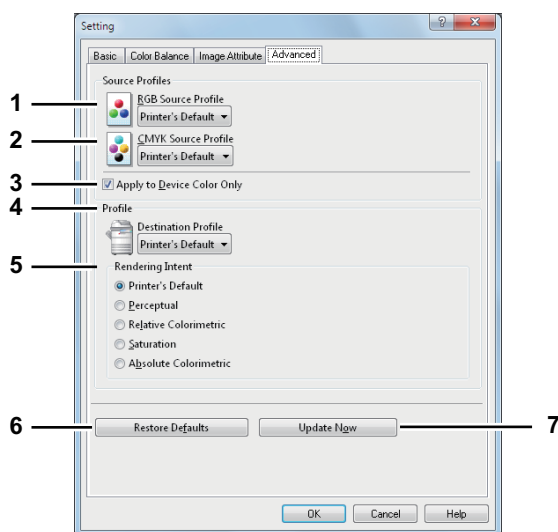 Setting
Basic Color Balance Image Attribute Advanced
Source Profiles
1
RGB Source Profile
Printer's Default
2
CMYK Source Profile
Printer's Default
3
Apply to Device Color Only
4
Profile
Destination Profile
Printer's Default
5
Rendering Intent
Printer's Default
Perceptual
Relative Colorimetric
Saturation
Absolute Colorimetric
6
Restore Defaults Update Now
7
OK Cancel Help